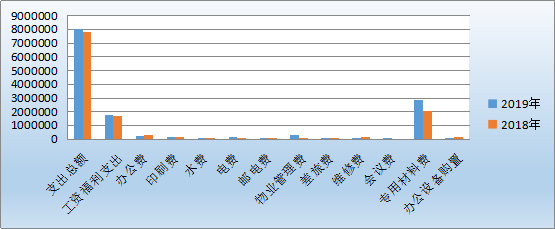 9000000
8000000
7000000
6000000
5000000
4000000
3000000
2000000
1000000
0
支出总额
工资福利支出
办公费
印刷费
水费
电费
邮电费
物业管理费
差旅费
维修费
会议费
专用材料费
办公设备购置
2019年
2018年